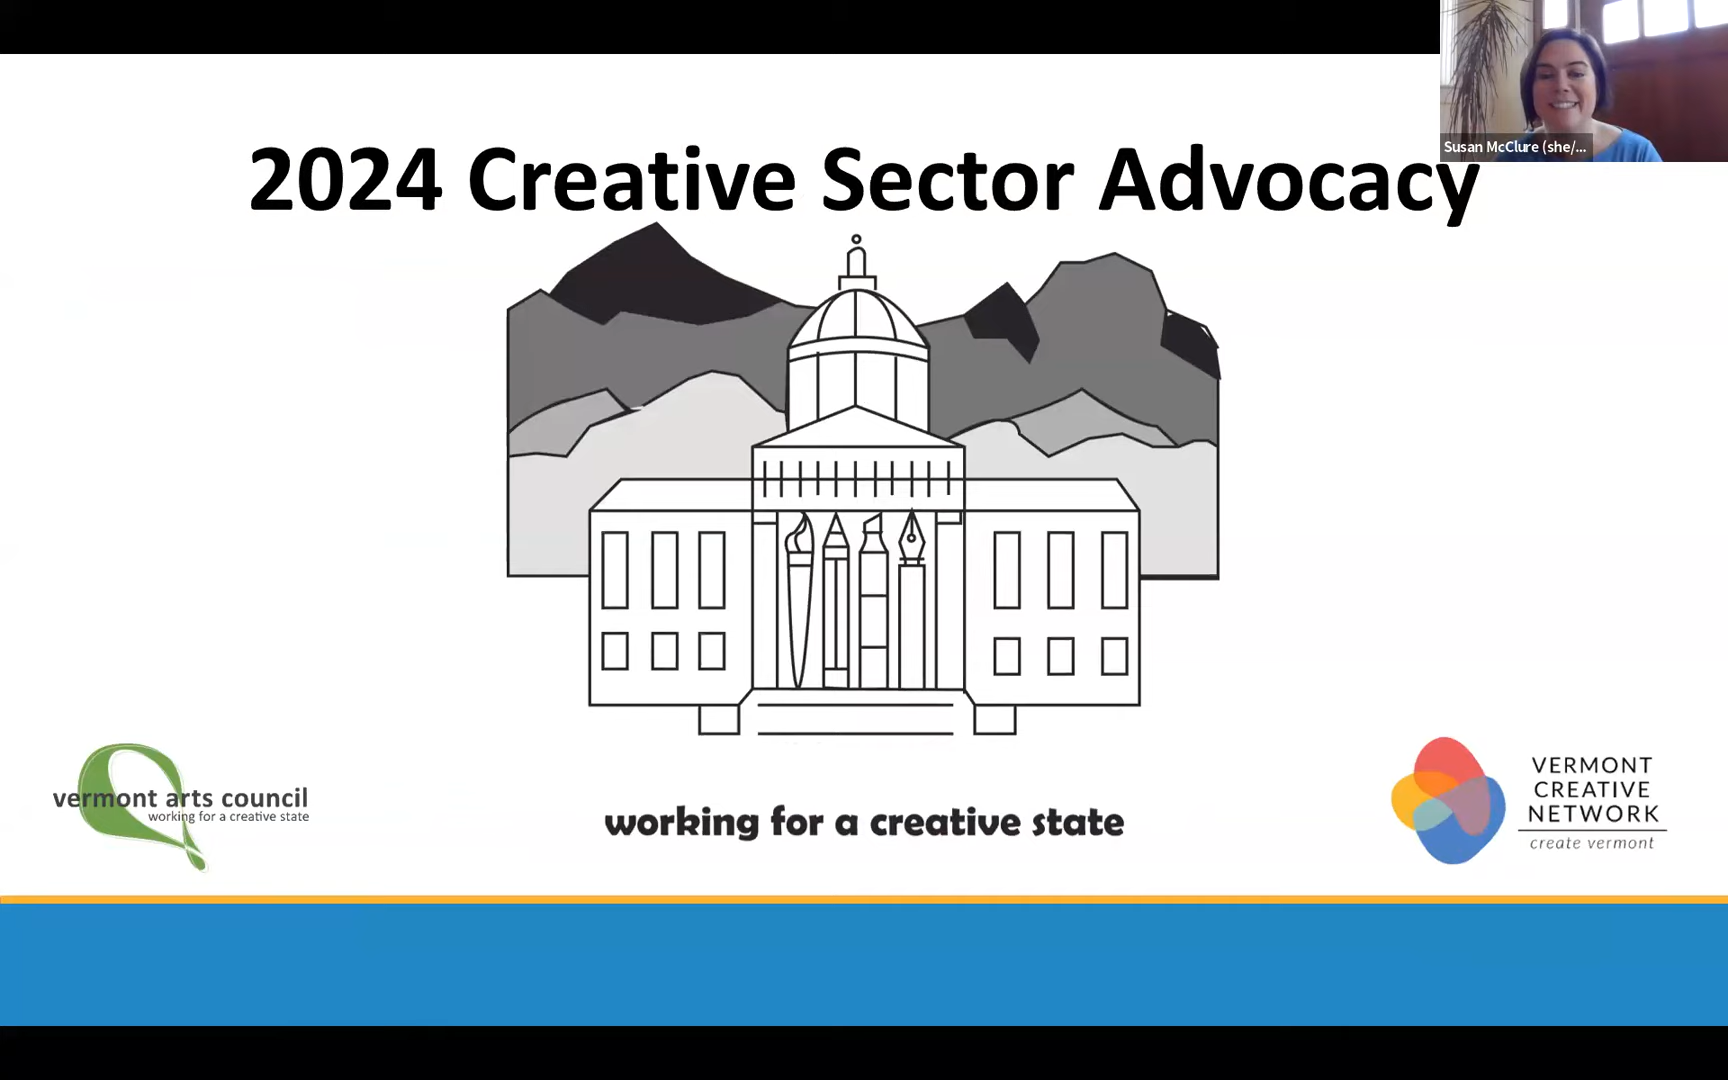 Susan McClure (she/...
2024 Creative Sector Advocacy
vermont arts council
working for a creative state
working for a creative state
VERMONT
CREATIVE
NETWORK
create vermont